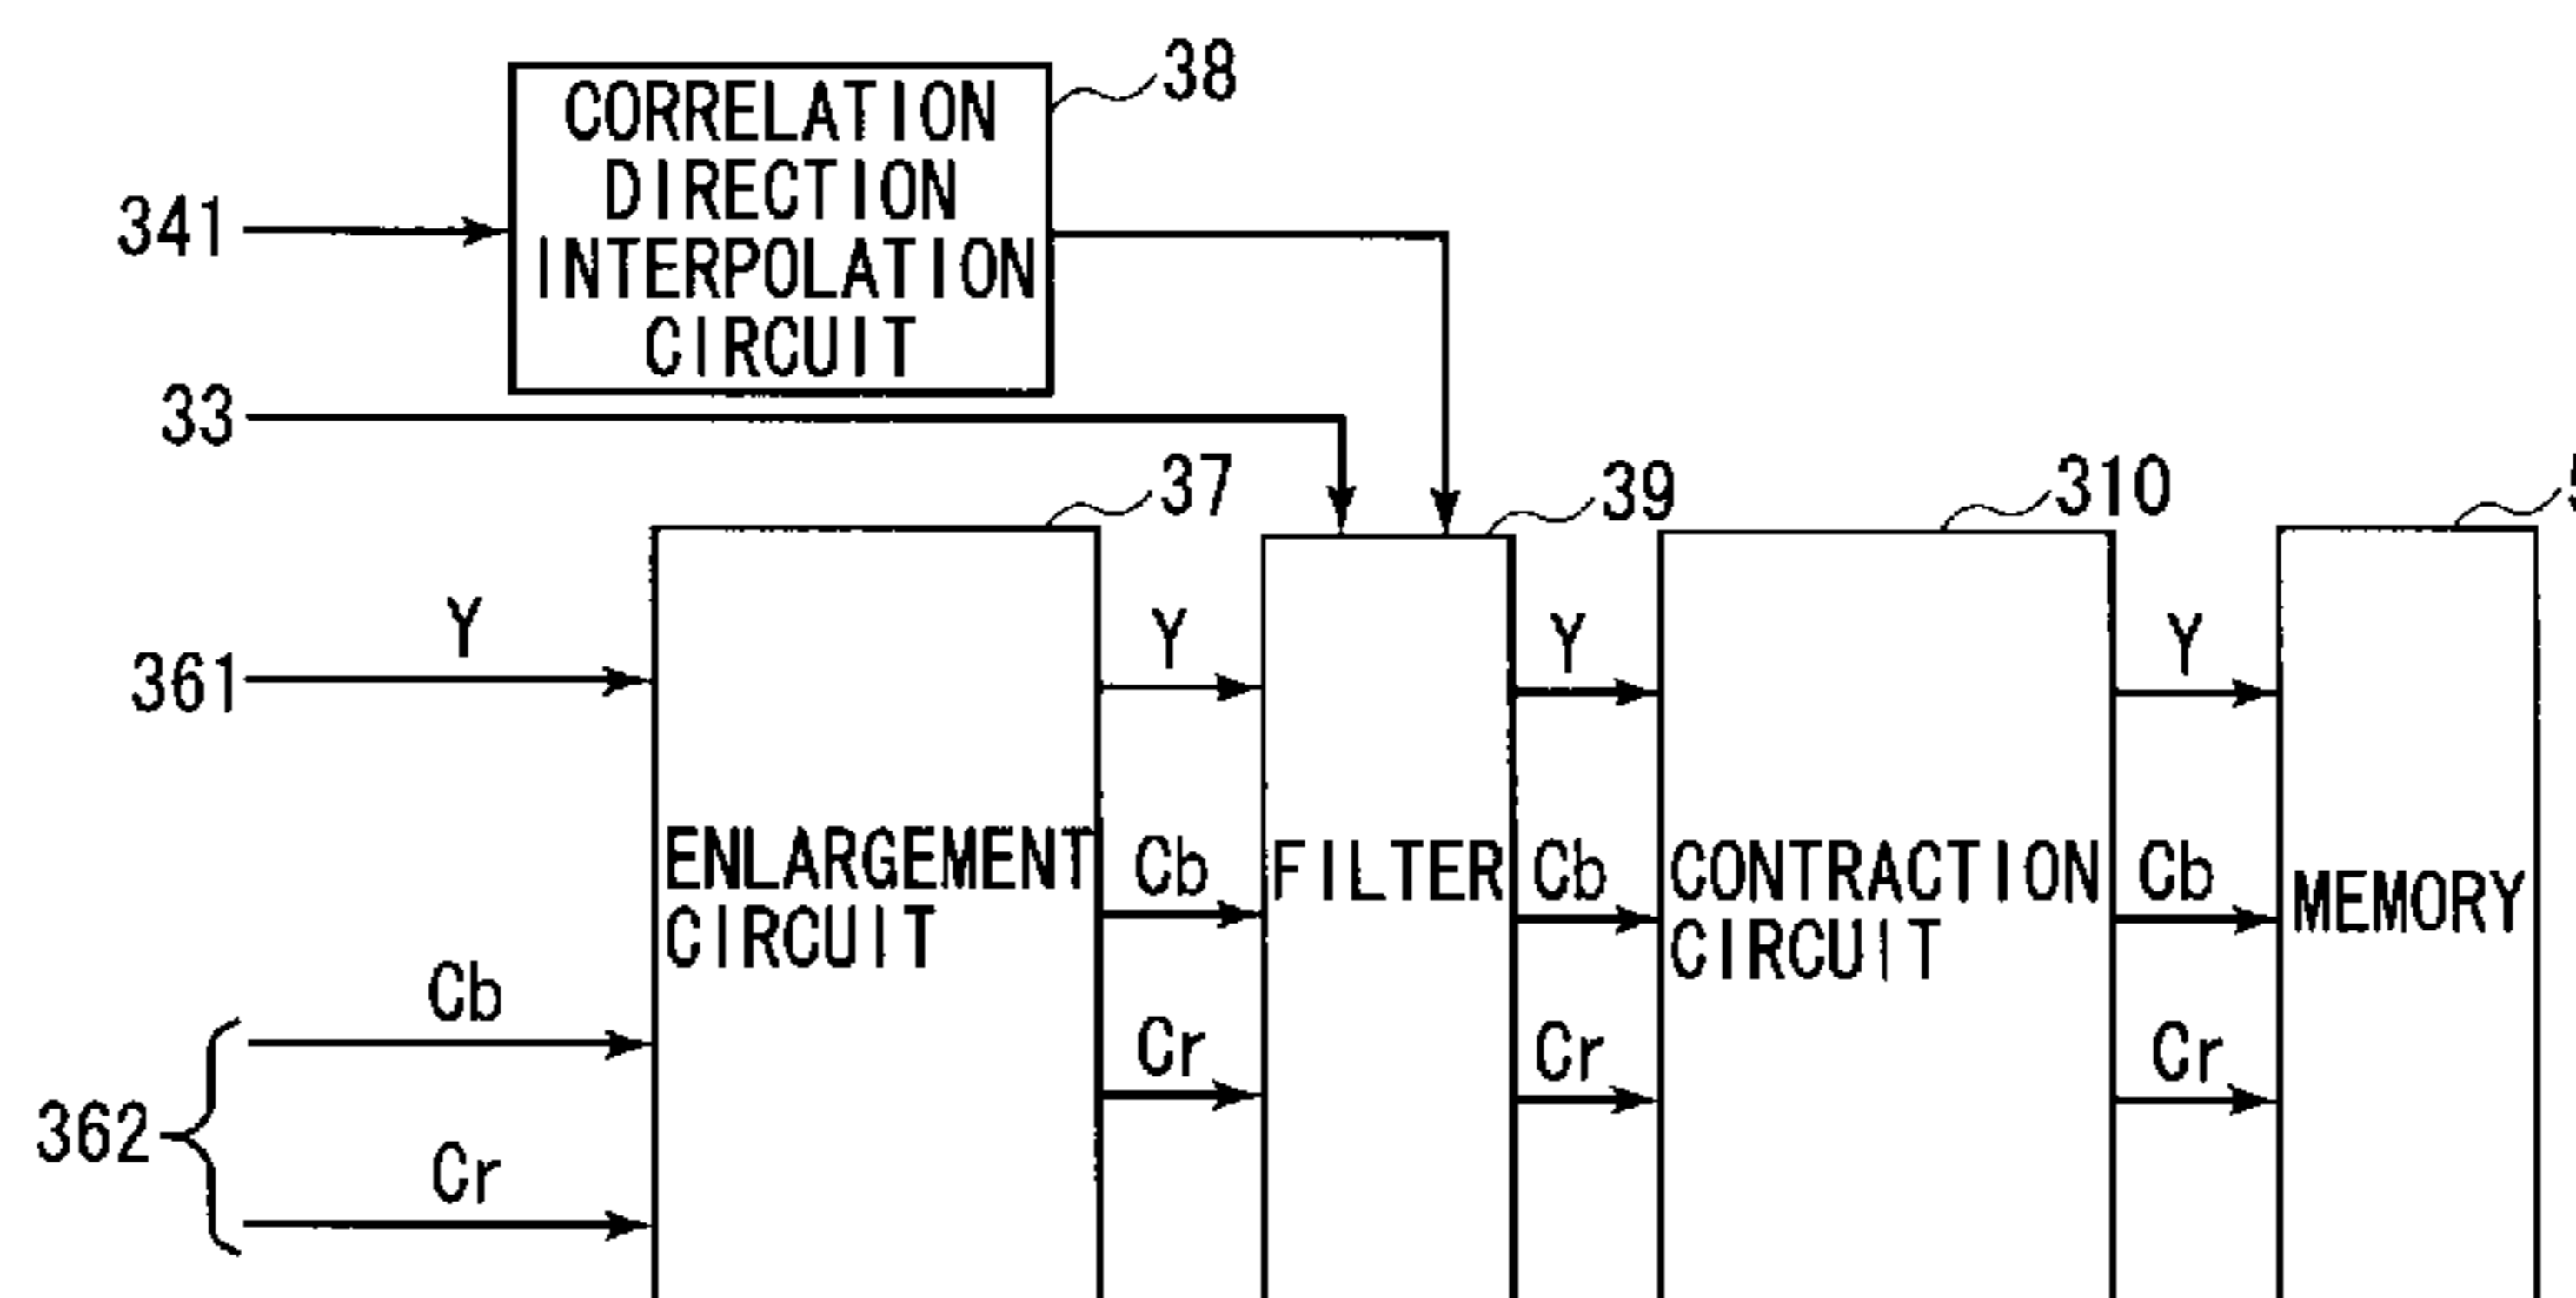 38
CORRELATION
DIRECTION
INTERPOLATION
CIRCUIT
341
33
37
39
310
5
Y
Y
Y
Y
361
ENLARGEMENT
CIRCUIT
FILTER
CONTRACTION
CIRCUIT
MEMORY
Cb
Cb
Cb
Cb
Cr
Cr
Cr
362
Cr